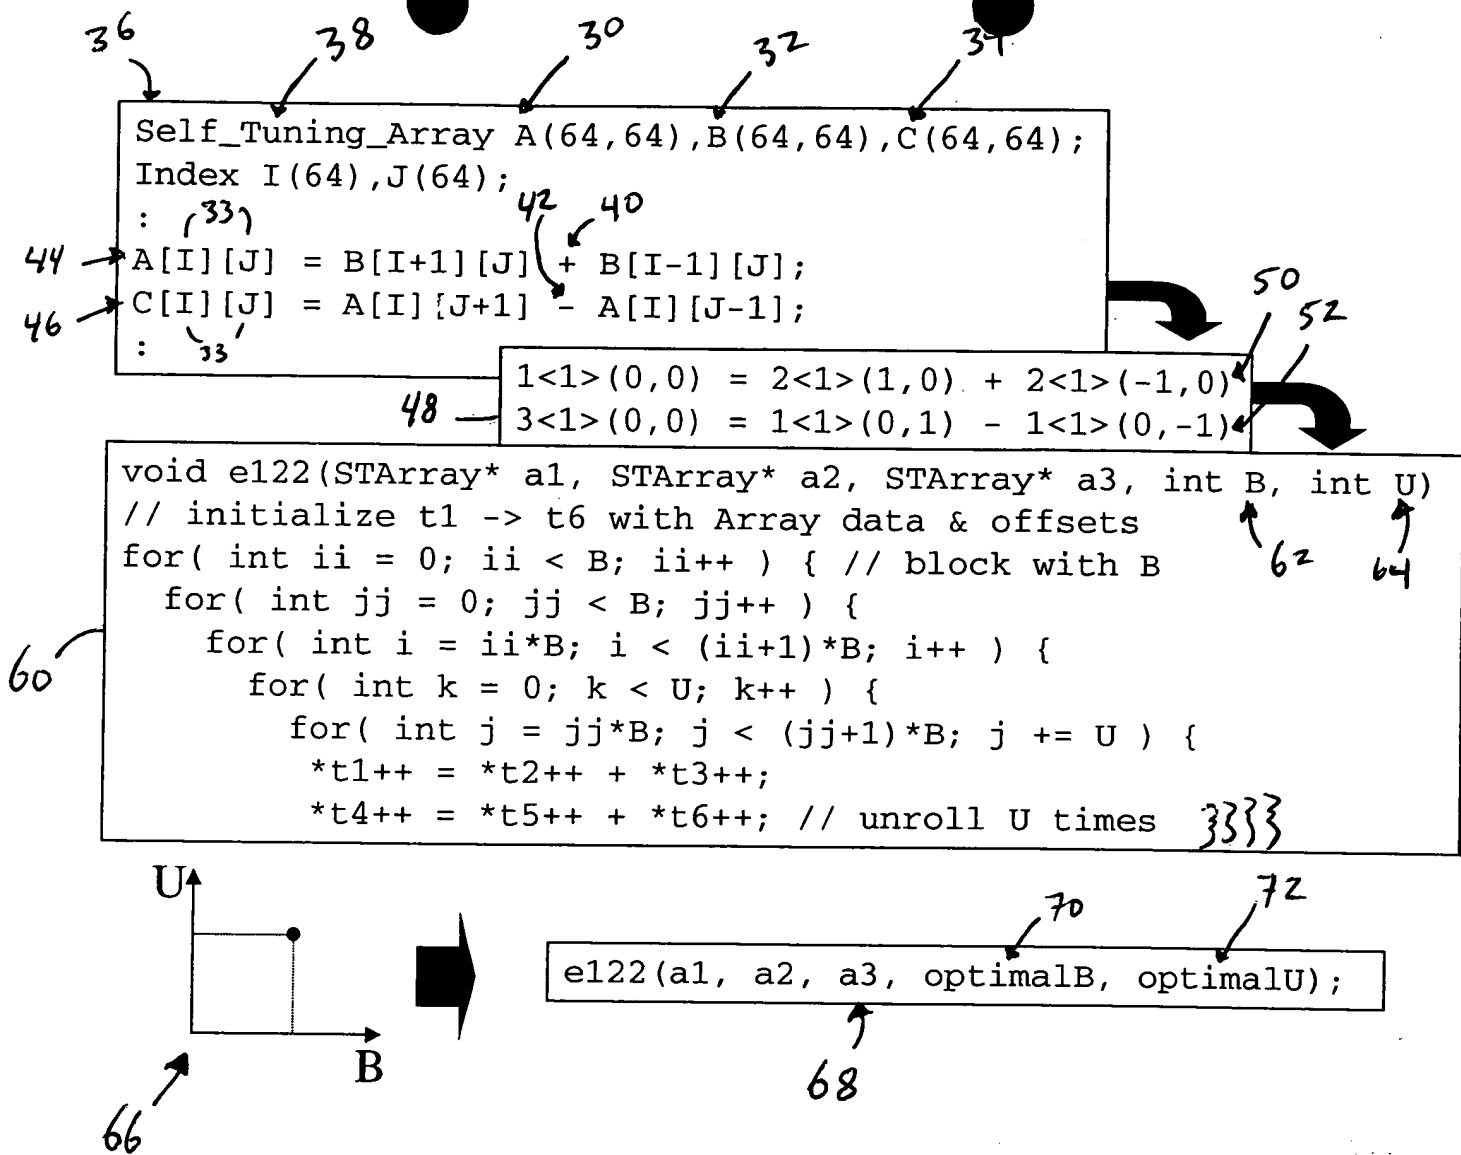 36 38 30 32 34
Self_Tuning_Array A(64,64),B(64,64),C(64,64);
Index I(64),J(64);
: 33 42 40
44 A[I][J] = B[I+1][J] + B[I-1][J];
46 C[I][J] = A[I][J+1] - A[I][J-1];
: 33
50 52
1<1>(0,0) = 2<1>(1,0) + 2<1>(-1,0)
48 3<1>(0,0) = 1<1>(0,1) - 1<1>(0,-1)
void e122(STArray* a1, STArray* a2, STArray* a3, int B, int U)
// initialize t1 -> t6 with Array data & offsets
for( int ii = 0; ii < B; ii++ ) { // block with B
62 64
for( int jj = 0; jj < B; jj++ ) {
60 for( int i = ii*B; i < (ii+1)*B; i++ ) {
for( int k = 0; k < U; k++ ) {
for( int j = jj*B; j < (jj+1)*B; j += U ) {
*t1++ = *t2++ + *t3++;
*t4++ = *t5++ + *t6++; // unroll U times }}}}
U
70 72
e122(a1, a2, a3, optimalB, optimalU);
B
66 68